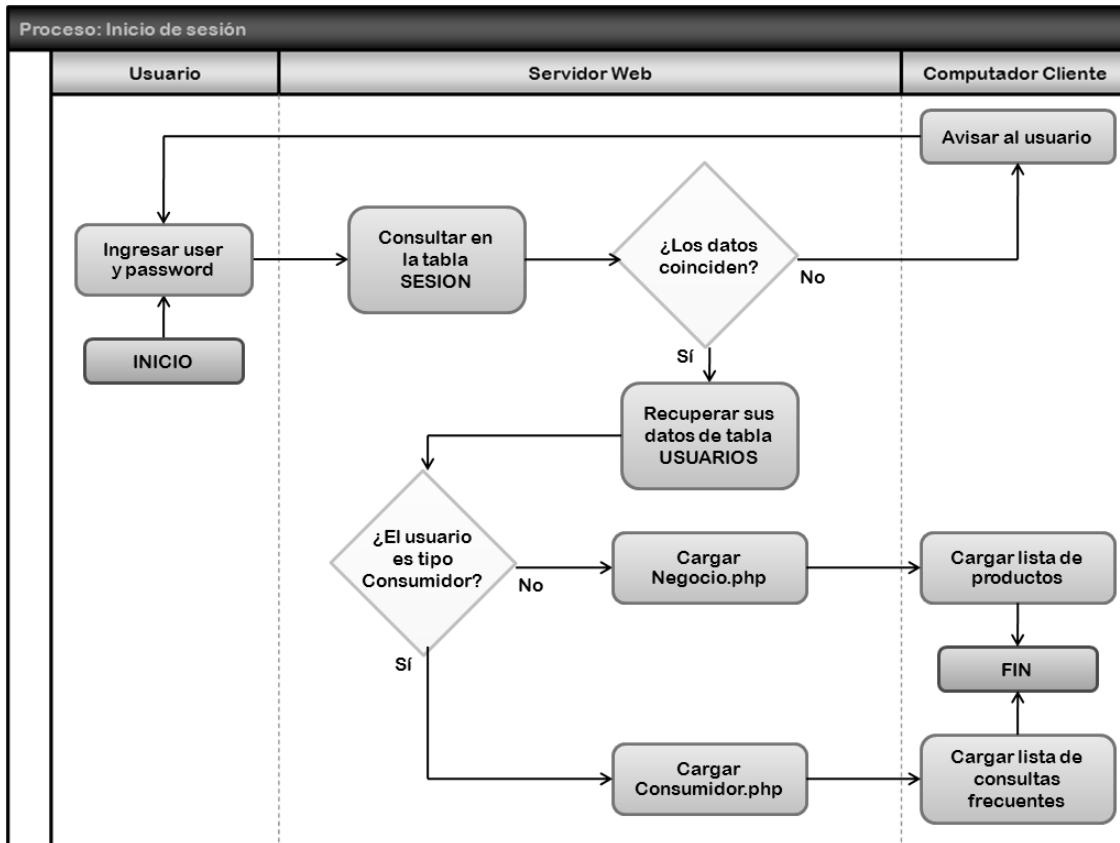 Proceso: Inicio de sesión
Usuario
Servidor Web
Computador Cliente
Avisar al usuario
Ingresar user
y password
Consultar en
la tabla
SESION
¿Los datos
coinciden?
No
INICIO
Sí
Recuperar sus
datos de tabla
USUARIOS
¿El usuario
es tipo
Consumidor?
No
Cargar
Negocio.php
Cargar lista de
productos
Sí
FIN
Cargar
Consumidor.php
Cargar lista de
consultas
frecuentes